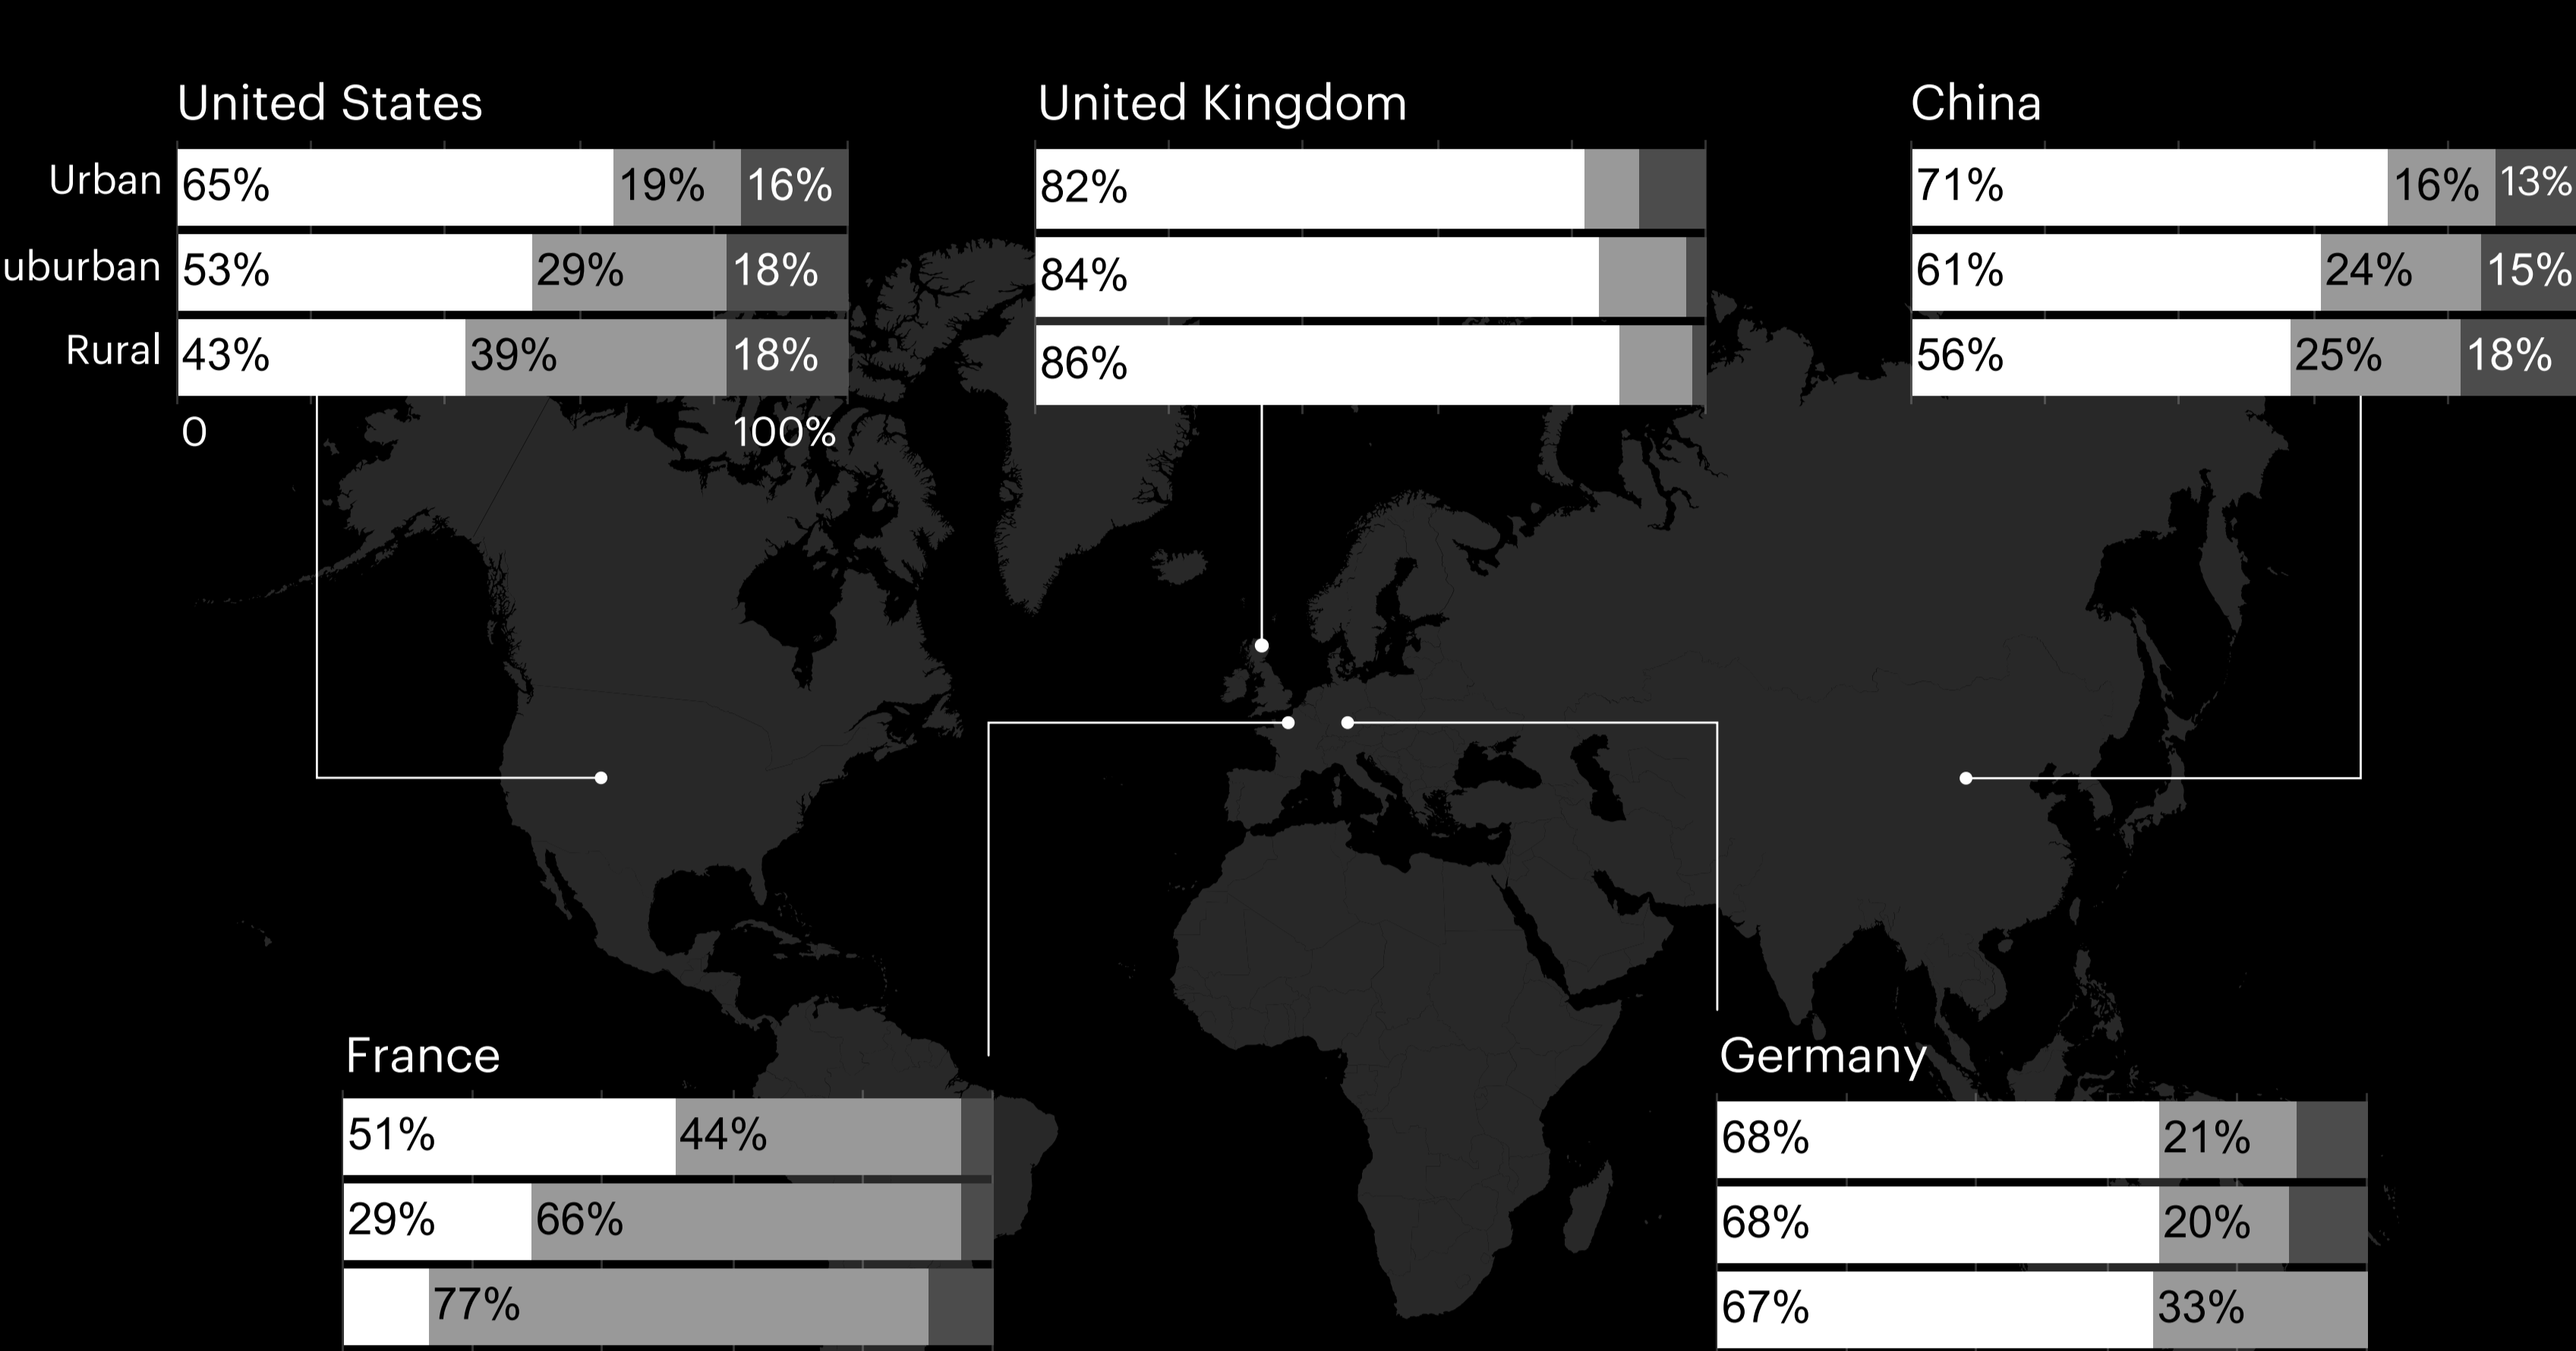 United States
Urban 65% 19% 16%
uburban 53% 29% 18%
Rural 43% 39% 18%
0 100%
United Kingdom
82%
84%
86%
China
71% 16% 13%
61% 24% 15%
56% 25% 18%
France
51% 44%
29% 66%
77%
Germany
68% 21%
68% 20%
67% 33%